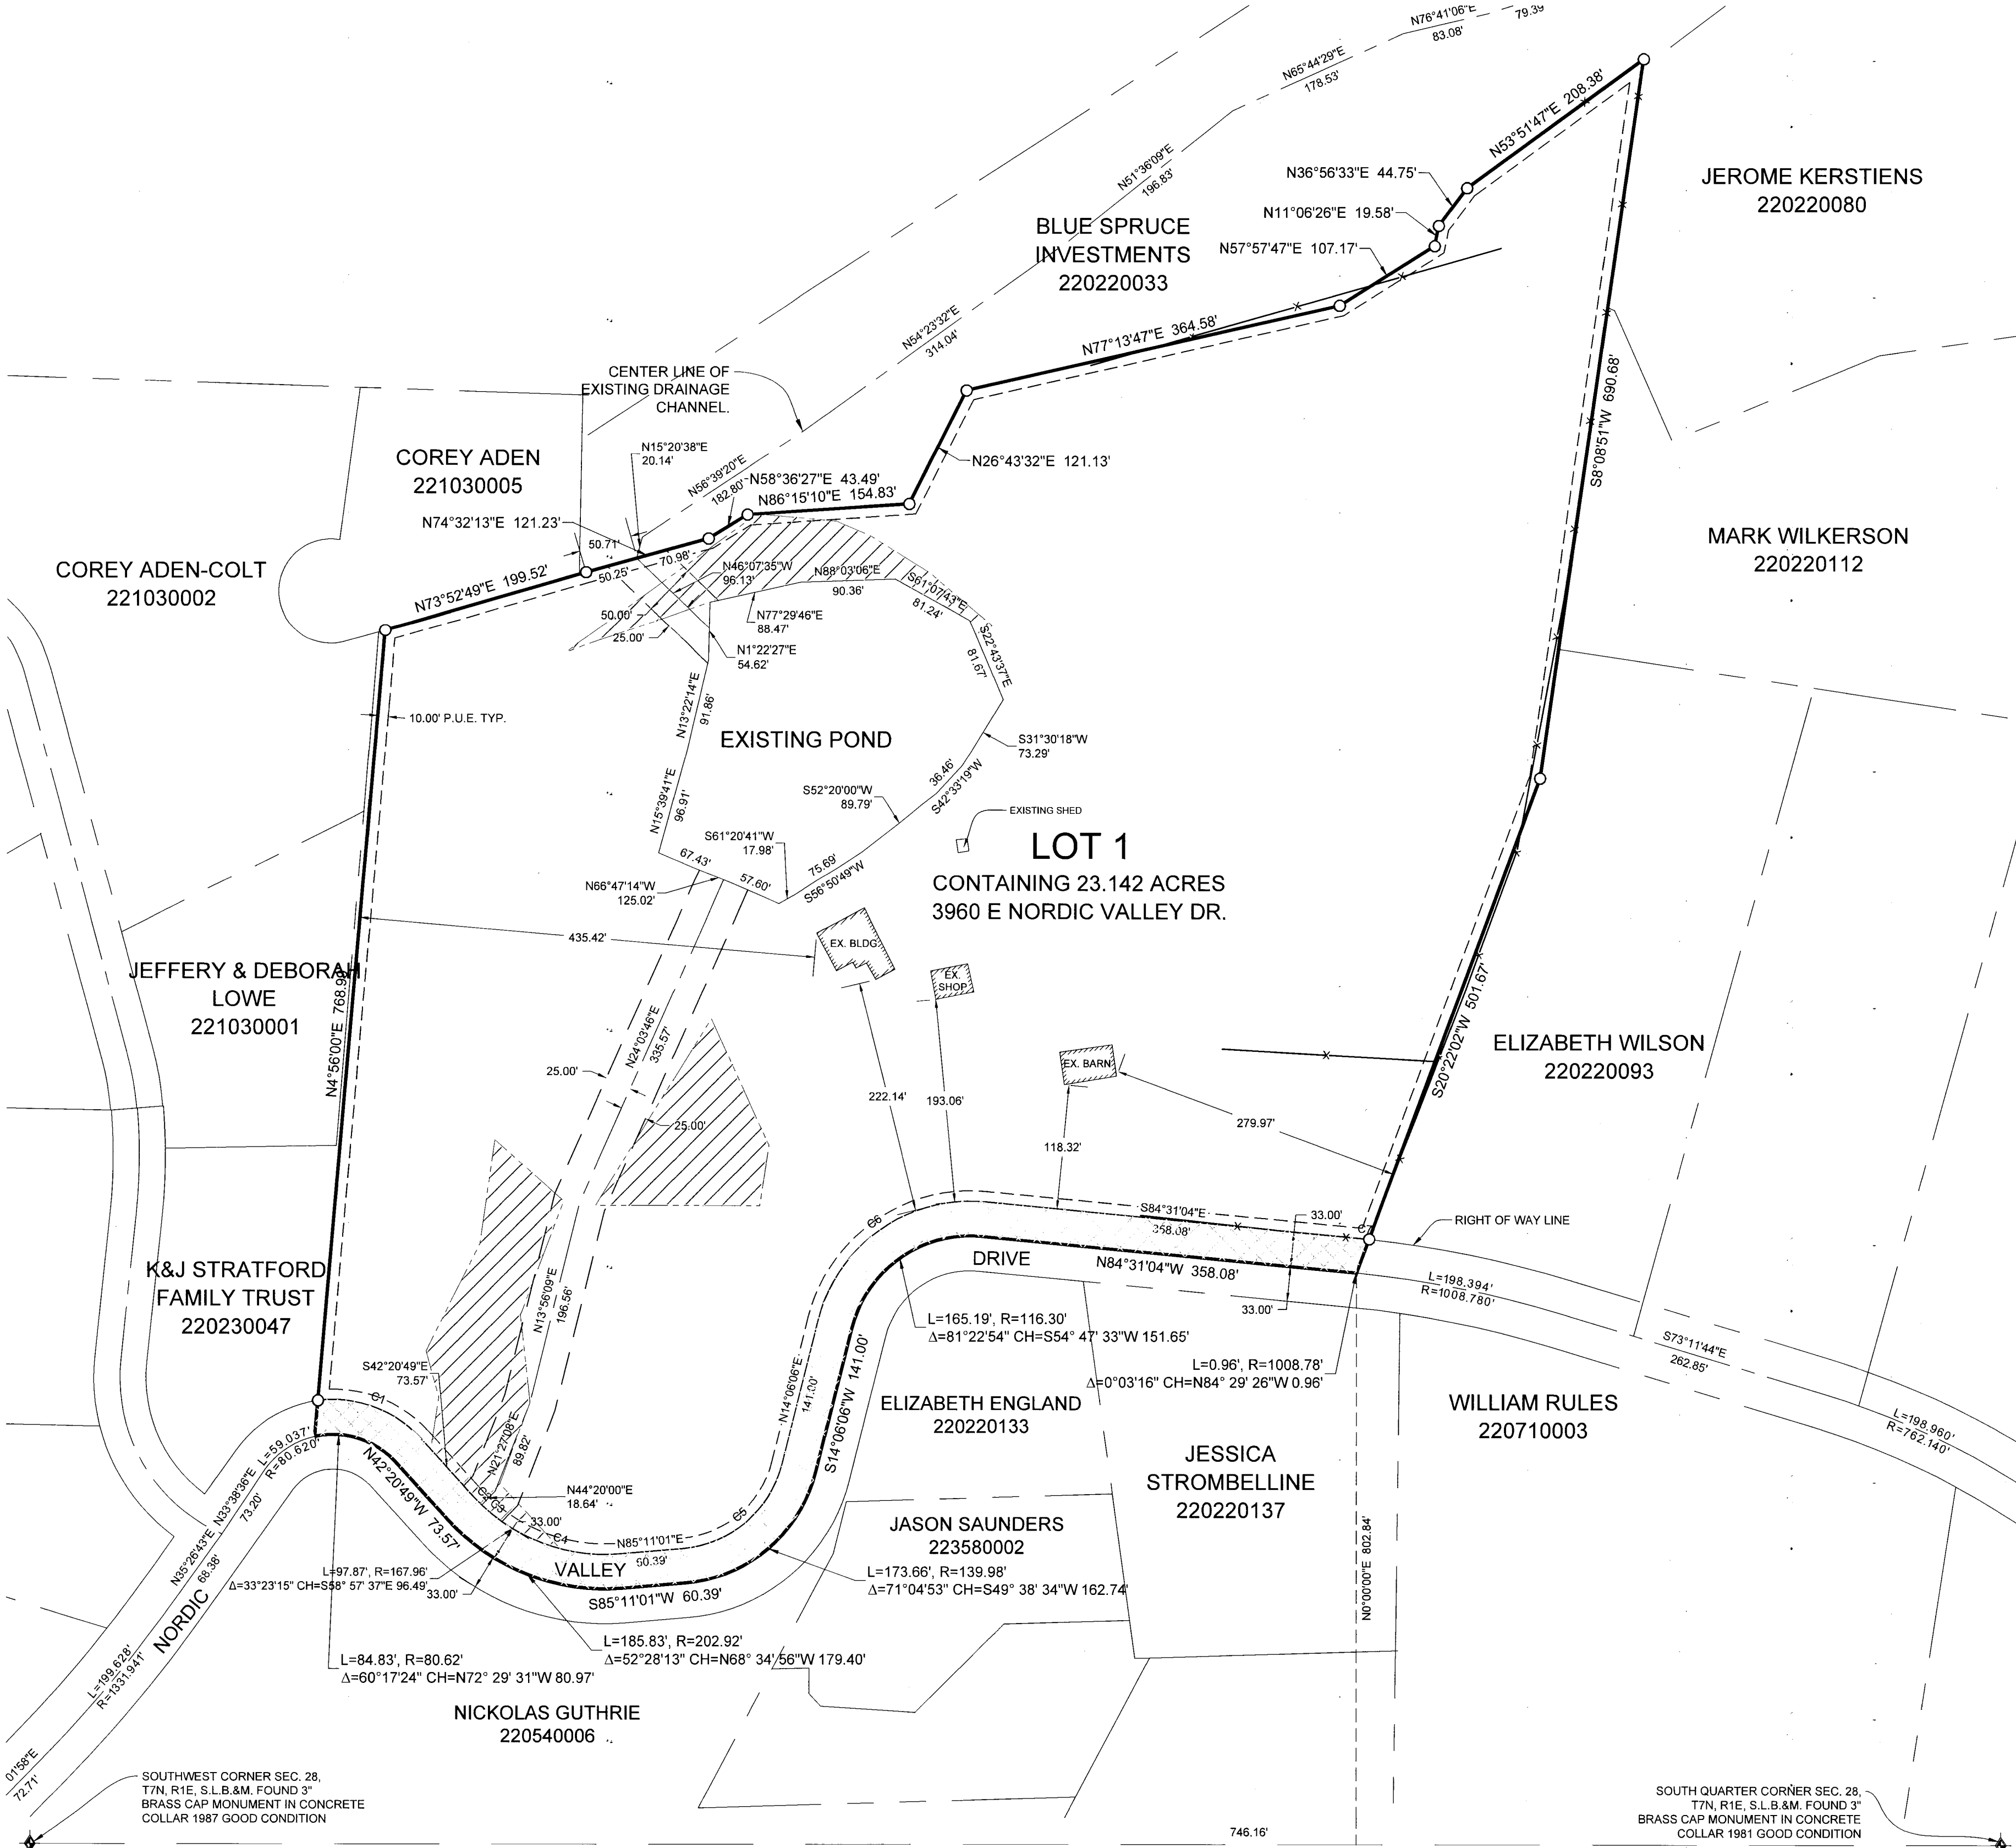 N76°41'06"E
83.08'
79.39
N65°44'29"E
178.53'
N53°51'47"E 208.38'
N51°36'09"E
196.83'
N36°56'33"E 44.75'
N11°06'26"E 19.58'
N57°57'47"E 107.17'
JEROME KERSTIENS
220220080
BLUE SPRUCE
INVESTMENTS
220220033
N54°23'32"E
314.04'
N77°13'47"E 364.58'
CENTER LINE OF
EXISTING DRAINAGE
CHANNEL.
S8°08'51"W 690.68'
COREY ADEN
221030005
N15°20'38"E
20.14'
N56°39'20"E
182.80'
N58°36'27"E 43.49'
N86°15'10"E 154.83'
N26°43'32"E 121.13'
N74°32'13"E 121.23'
50.71'
70.98'
50.25'
COREY ADEN-COLT
221030002
N73°52'49"E 199.52'
MARK WILKERSON
220220112
N46°07'35"W
96.13'
N88°03'06"E
90.36'
S61°07'43"E
81.24'
50.00'
25.00'
N77°29'46"E
88.47'
N1°22'27"E
54.62'
S22°43'37"E
81.67'
10.00' P.U.E. TYP.
N13°22'14"E
91.86'
EXISTING POND
S31°30'18"W
73.29'
36.46'
S42°33'19"W
S52°20'00"W
89.79'
N15°39'41"E
96.91'
EXISTING SHED
S61°20'41"W
17.98'
75.69'
S56°50'49"W
67.43'
57.60'
N66°47'14"W
125.02'
LOT 1
CONTAINING 23.142 ACRES
3960 E NORDIC VALLEY DR.
435.42'
EX. BLDG.
EX.
SHOP
JEFFERY & DEBORAH
LOWE
221030001
N4°56'00"E 768.99'
S20°22'02"W 501.67'
ELIZABETH WILSON
220220093
N24°03'46"E
335.57'
25.00'
25.00'
EX. BARN
222.14'
193.06'
118.32'
279.97'
K&J STRATFORD
FAMILY TRUST
220230047
S84°31'04"E
358.08'
33.00'
C7
RIGHT OF WAY LINE
C6
DRIVE
N84°31'04"W 358.08'
33.00'
L=198.394'
R=1008.780'
N13°56'09"E
196.56'
L=165.19', R=116.30'
Δ=81°22'54" CH=S54° 47' 33"W 151.65'
L=0.96', R=1008.78'
Δ=0°03'16" CH=N84° 29' 26"W 0.96'
S73°11'44"E
262.85'
S42°20'49"E
73.57'
C1
N14°06'06"E
141.00'
S14°06'06"W 141.00'
ELIZABETH ENGLAND
220220133
WILLIAM RULES
220710003
L=198.960'
R=762.140'
L=59.037'
R=80.620'
N33°38'36"E
73.20'
N42°20'49"W 73.57'
N21°27'08"E
89.82'
N44°20'00"E
18.64'
C2
C3
33.00'
C4
C5
JESSICA
STROMBELLINE
220220137
JASON SAUNDERS
223580002
N0°00'00"E 802.84'
N35°26'43"E
68.38'
N85°11'01"E
60.39'
L=97.87', R=167.96'
Δ=33°23'15" CH=S58° 57' 37"E 96.49'
33.00'
VALLEY
S85°11'01"W 60.39'
L=173.66', R=139.98'
Δ=71°04'53" CH=S49° 38' 34"W 162.74'
NORDIC
L=199.628'
R=1331.941'
L=185.83', R=202.92'
Δ=52°28'13" CH=N68° 34' 56"W 179.40'
L=84.83', R=80.62'
Δ=60°17'24" CH=N72° 29' 31"W 80.97'
NICKOLAS GUTHRIE
220540006
01'58"E
72.71'
SOUTHWEST CORNER SEC. 28,
T7N, R1E, S.L.B.&M. FOUND 3"
BRASS CAP MONUMENT IN CONCRETE
COLLAR 1987 GOOD CONDITION
SOUTH QUARTER CORNER SEC. 28,
T7N, R1E, S.L.B.&M. FOUND 3"
BRASS CAP MONUMENT IN CONCRETE
COLLAR 1981 GOOD CONDITION
746.16'